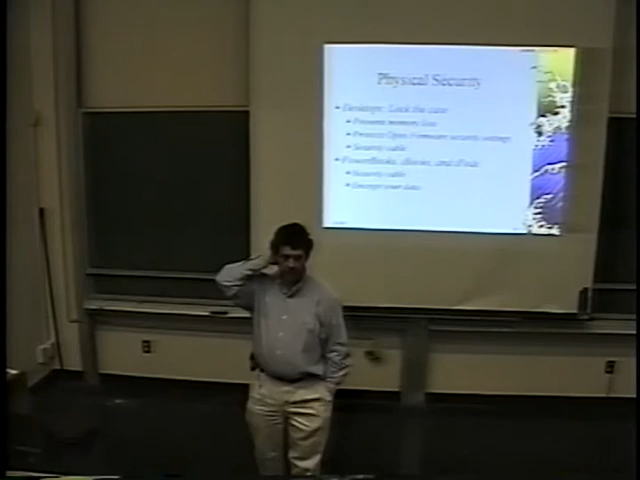 Physical Security
Desktops: Lock the case
Prevents memory loss
Protects Open Firmware security settings
Security cable
PowerBooks, iBooks, and iPods
Security cable
Encrypt your data